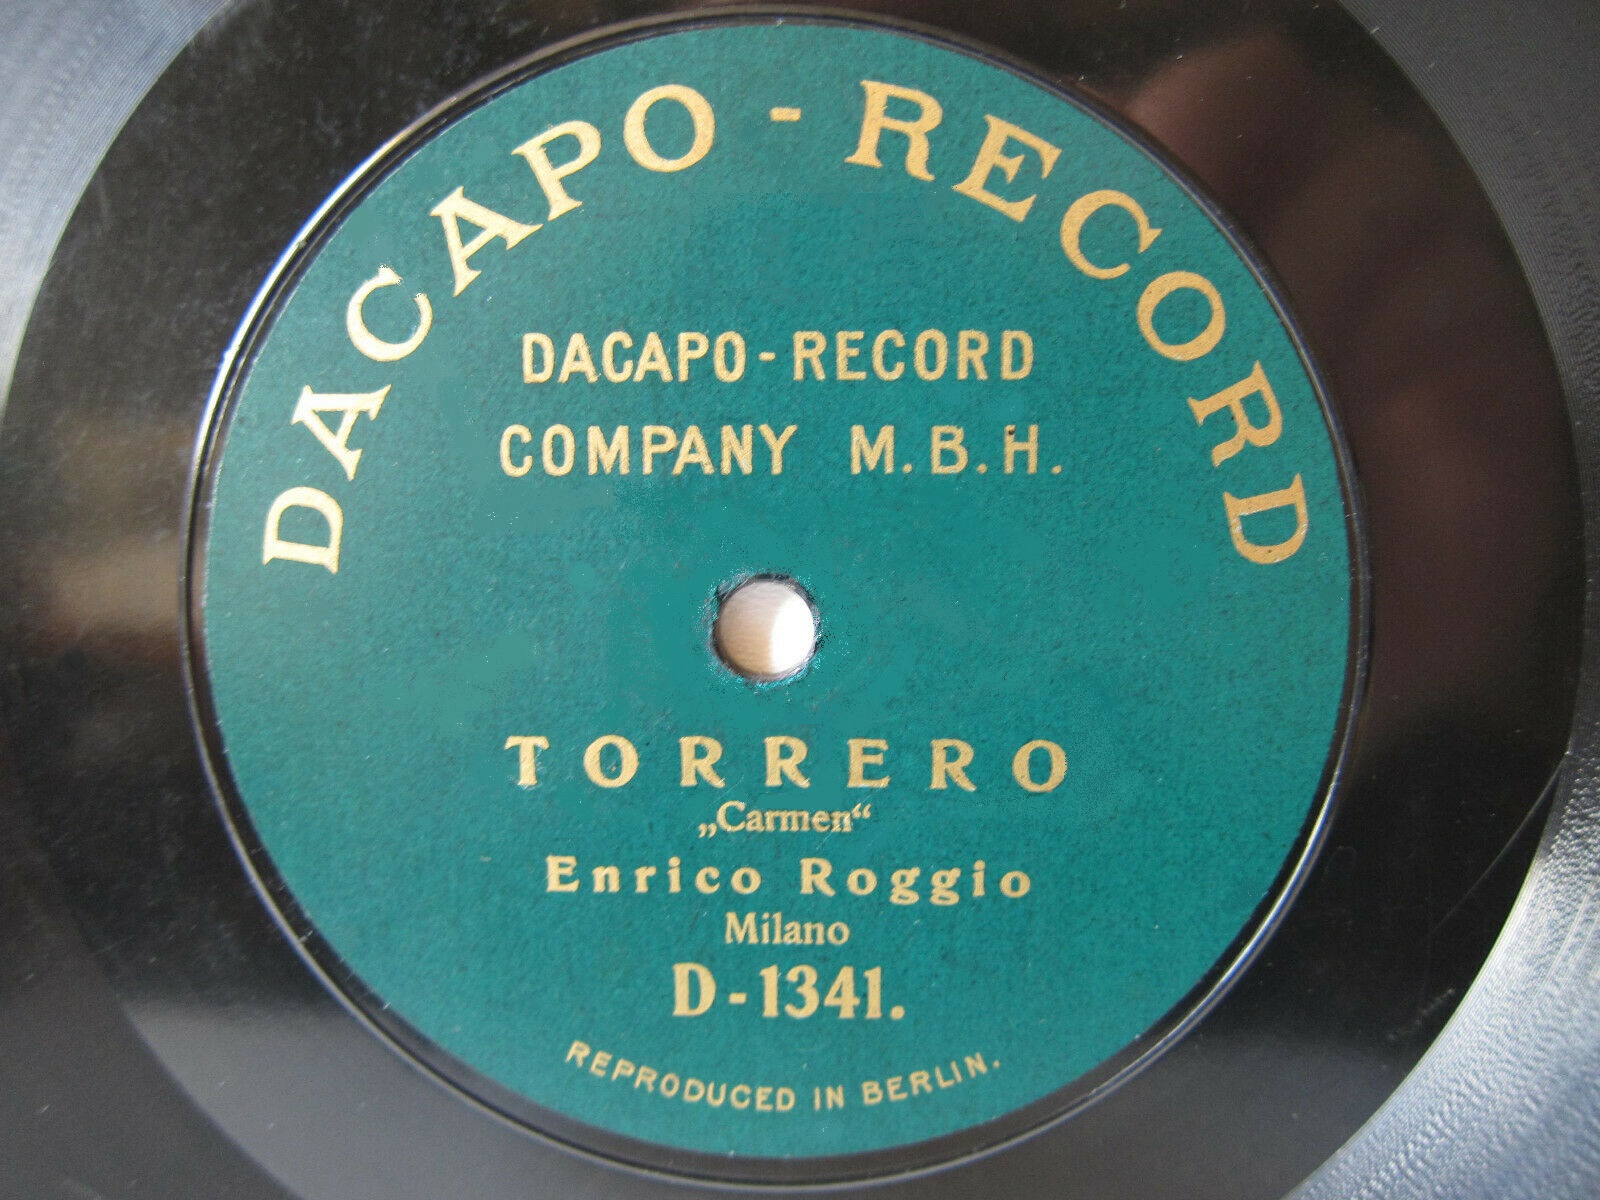 DACAPO-RECORD
DACAPO-RECORD
COMPANY M.B.H.
TORRERO
„Carmen“
Enrico Roggio
Milano
D-1341.
REPRODUCED IN BERLIN.